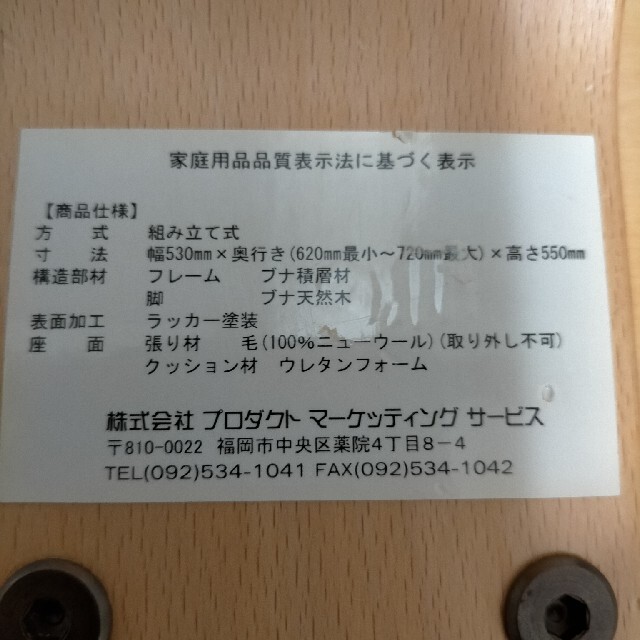 家庭用品品質表示法に基づく表示
【商品仕様】
方　式　組み立て式
寸　法　幅530mm×奥行き(620mm最小～720mm最大)×高さ550mm
構造部材　フレーム　ブナ積層材
脚　ブナ天然木
表面加工　ラッカー塗装
座　面　張り材　毛(100%ニューウール)(取り外し不可)
クッション材　ウレタンフォーム
株式会社 プロダクト マーケッティング サービス
〒810-0022 福岡市中央区薬院4丁目8－4
TEL(092)534-1041 FAX(092)534-1042